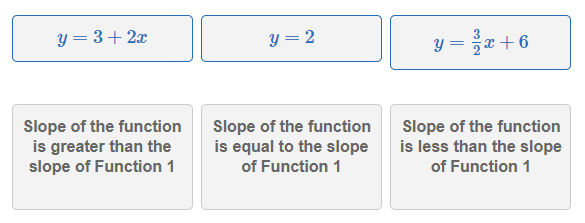 y = 3 + 2x
y = 2
y = 3/2 x + 6
Slope of the function
is greater than the
slope of Function 1
Slope of the function
is equal to the slope
of Function 1
Slope of the function
is less than the slope
of Function 1